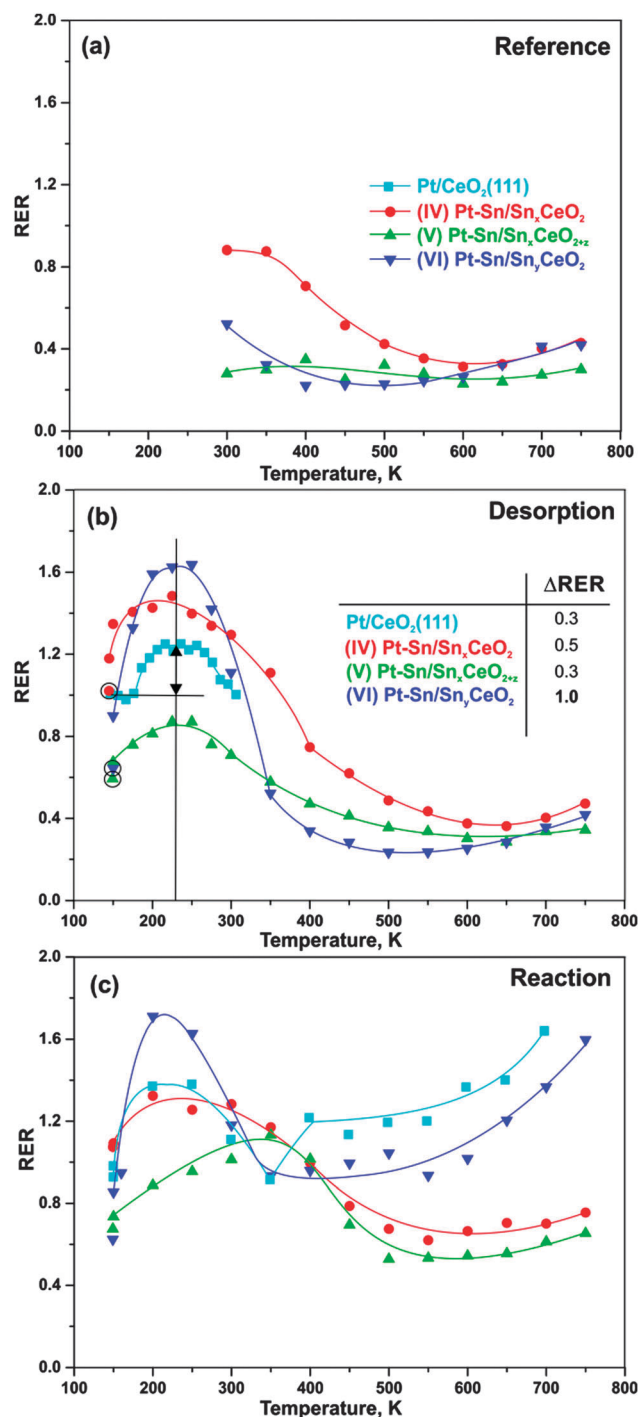 (a)
Reference
2.0
1.6
1.2
0.8
0.4
0.0
RER
Pt/CeO₂(111)
(IV) Pt-Sn/SnₓCeO₂
(V) Pt-Sn/SnₓCeO₂₊z
(VI) Pt-Sn/SnyCeO₂
100 200 300 400 500 600 700 800
Temperature, K
(b)
Desorption
2.0
1.6
1.2
0.8
0.4
0.0
RER
ΔRER
Pt/CeO₂(111) 0.3
(IV) Pt-Sn/SnₓCeO₂ 0.5
(V) Pt-Sn/SnₓCeO₂₊z 0.3
(VI) Pt-Sn/SnyCeO₂ 1.0
100 200 300 400 500 600 700 800
Temperature, K
(c)
Reaction
2.0
1.6
1.2
0.8
0.4
0.0
RER
100 200 300 400 500 600 700 800
Temperature, K